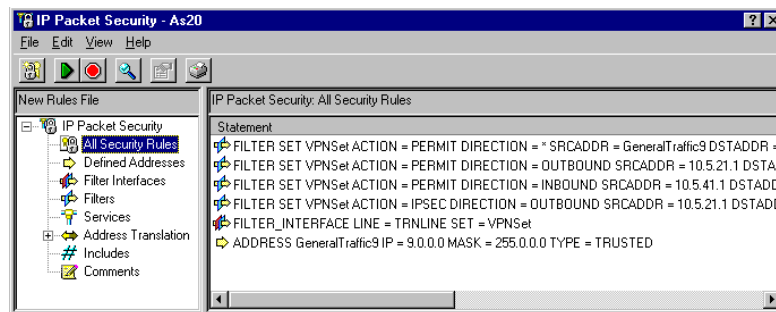 IP Packet Security - As20
File Edit View Help
New Rules File
IP Packet Security: All Security Rules
IP Packet Security
All Security Rules
Defined Addresses
Filter Interfaces
Filters
Services
Address Translation
Includes
Comments
Statement
FILTER SET VPNSet ACTION = PERMIT DIRECTION = * SRCADDR = GeneralTraffic9 DSTADDR =
FILTER SET VPNSet ACTION = PERMIT DIRECTION = OUTBOUND SRCADDR = 10.5.21.1 DSTA
FILTER SET VPNSet ACTION = PERMIT DIRECTION = INBOUND SRCADDR = 10.5.41.1 DSTADD
FILTER SET VPNSet ACTION = IPSEC DIRECTION = OUTBOUND SRCADDR = 10.5.21.1 DSTADD
FILTER_INTERFACE LINE = TRNLINE SET = VPNSet
ADDRESS GeneralTraffic9 IP = 9.0.0.0 MASK = 255.0.0.0 TYPE = TRUSTED